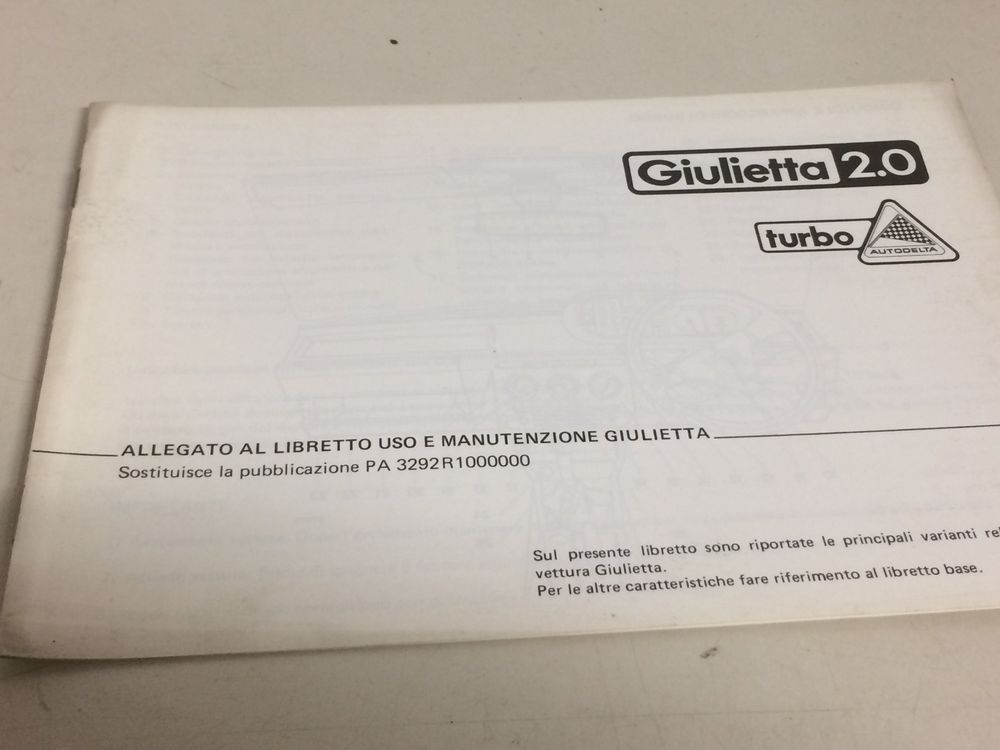 Giulietta 2.0
turbo
AUTODELTA
ALLEGATO AL LIBRETTO USO E MANUTENZIONE GIULIETTA
Sostituisce la pubblicazione PA 3292R1000000
Sul presente libretto sono riportate le principali varianti
vettura Giulietta.
Per le altre caratteristiche fare riferimento al libretto base.